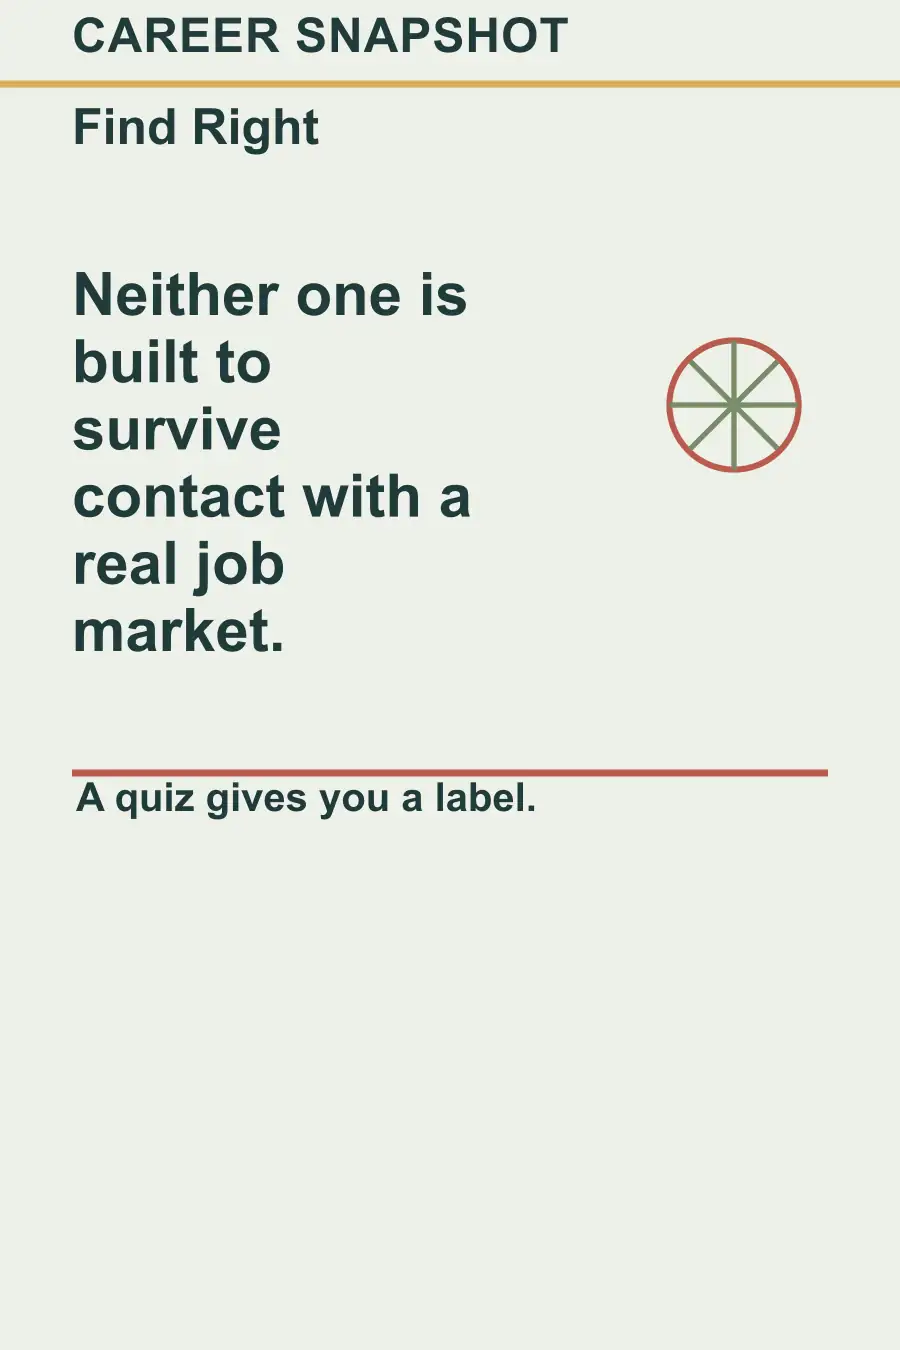 CAREER SNAPSHOT
Find Right
Neither one is
built to
survive
contact with a
real job
market.
A quiz gives you a label.